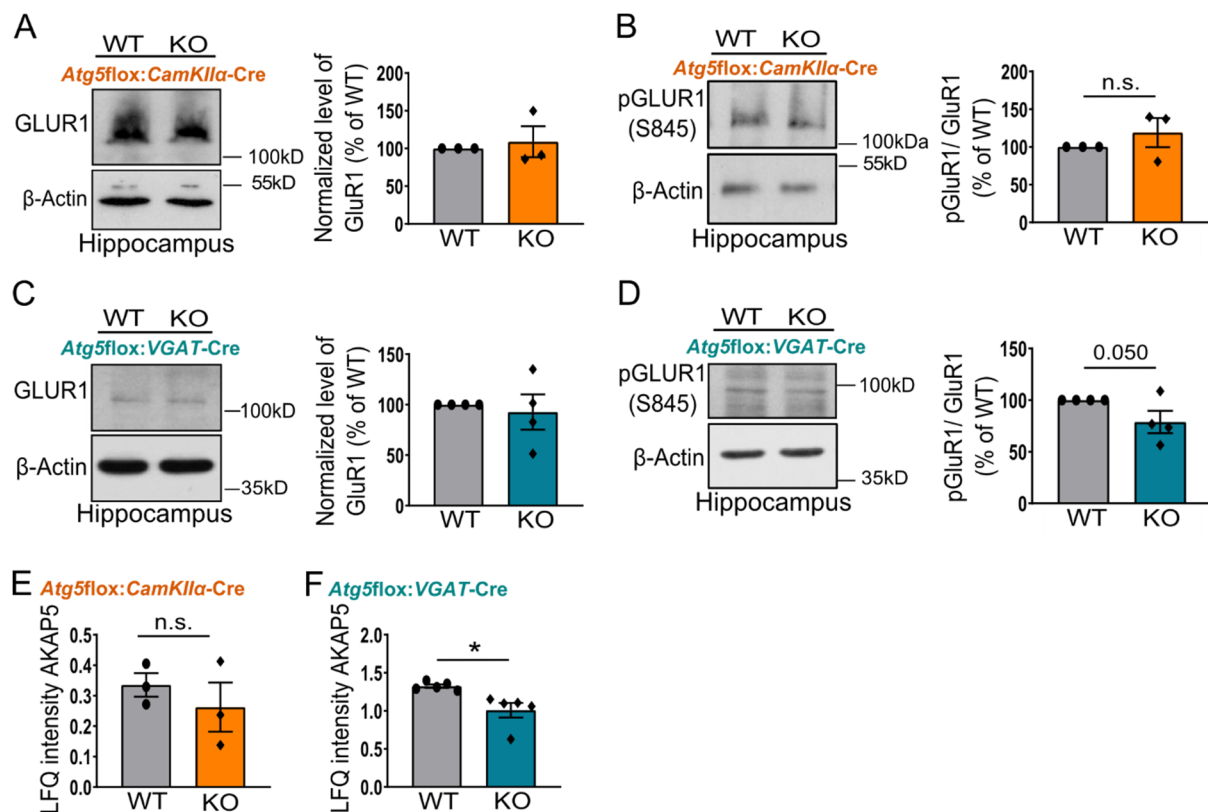 A
WT KO
Atg5flox:CamKIIα-Cre
GLUR1
100kD
55kD
β-Actin
Hippocampus
Normalized level of
GluR1 (% of WT)
200
150
100
50
0
WT KO
B
WT KO
Atg5flox:CamKIIα-Cre
pGLUR1
(S845)
100kDa
55kD
β-Actin
Hippocampus
pGluR1/ GluR1
(% of WT)
200
150
100
50
0
n.s.
WT KO
C
WT KO
Atg5flox:VGAT-Cre
GLUR1
100kD
β-Actin
35kD
Hippocampus
Normalized level of
GluR1 (% of WT)
150
100
50
0
WT KO
D
WT KO
Atg5flox:VGAT-Cre
pGLUR1
(S845)
100kD
β-Actin
35kD
Hippocampus
pGluR1/ GluR1
(% of WT)
150
100
50
0
0.050
WT KO
E
Atg5flox:CamKIIα-Cre
LFQ intensity AKAP5
0.5
0.4
0.3
0.2
0.1
0.0
n.s.
WT KO
F
Atg5flox:VGAT-Cre
LFQ intensity AKAP5
2.0
1.5
1.0
0.5
0.0
*
WT KO